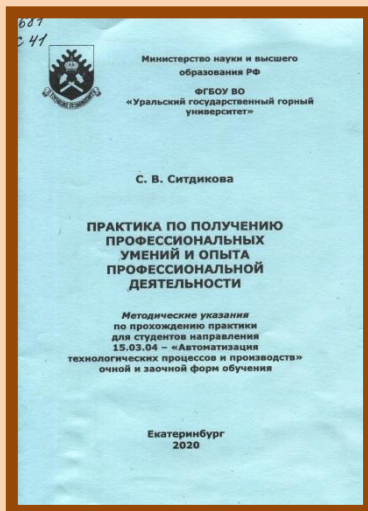 681
С 41
Министерство науки и высшего
образования РФ
ФГБОУ ВО
«Уральский государственный горный
университет»
С. В. Ситдикова
ПРАКТИКА ПО ПОЛУЧЕНИЮ
ПРОФЕССИОНАЛЬНЫХ
УМЕНИЙ И ОПЫТА
ПРОФЕССИОНАЛЬНОЙ
ДЕЯТЕЛЬНОСТИ
Методические указания
по прохождению практики
для студентов направления
15.03.04 – «Автоматизация
технологических процессов и производств»
очной и заочной форм обучения
Екатеринбург
2020